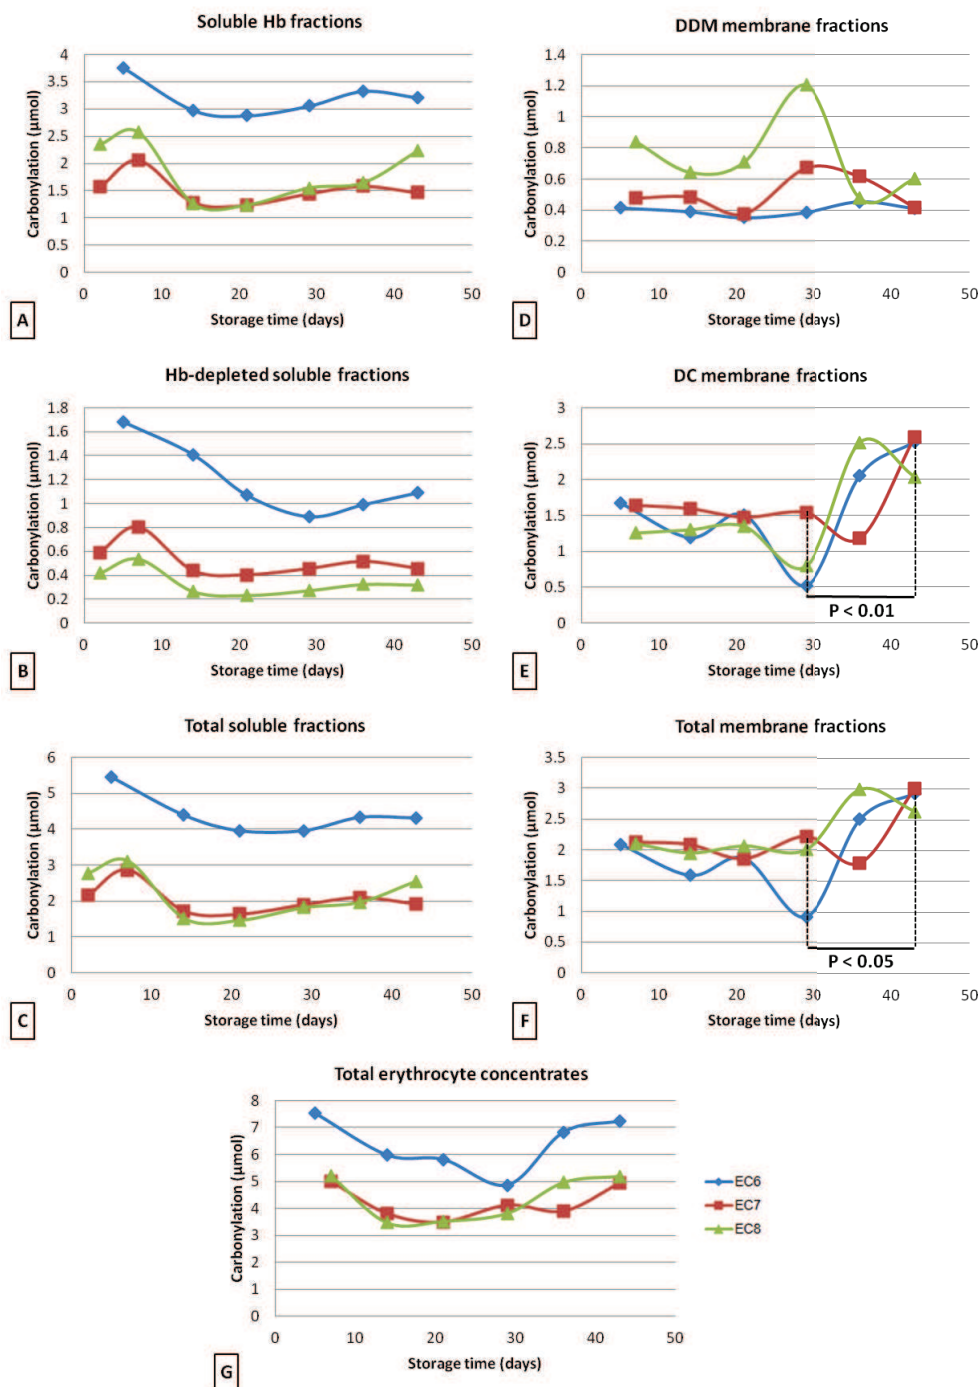 Soluble Hb fractions
Carbonylation (µmol)
4
3.5
3
2.5
2
1.5
1
0.5
0
0 10 20 30 40 50
Storage time (days)
A
DDM membrane fractions
Carbonylation (µmol)
1.4
1.2
1
0.8
0.6
0.4
0.2
0
0 10 20 30 40 50
Storage time (days)
D
Hb-depleted soluble fractions
Carbonylation (µmol)
1.8
1.6
1.4
1.2
1
0.8
0.6
0.4
0.2
0
0 10 20 30 40 50
Storage time (days)
B
DC membrane fractions
Carbonylation (µmol)
3
2.5
2
1.5
1
0.5
0
P < 0.01
0 10 20 30 40 50
Storage time (days)
E
Total soluble fractions
Carbonylation (µmol)
6
5
4
3
2
1
0
0 10 20 30 40 50
Storage time (days)
C
Total membrane fractions
Carbonylation (µmol)
3.5
3
2.5
2
1.5
1
0.5
0
P < 0.05
0 10 20 30 40 50
Storage time (days)
F
Total erythrocyte concentrates
Carbonylation (µmol)
8
7
6
5
4
3
2
1
0
0 10 20 30 40 50
Storage time (days)
EC6
EC7
EC8
G